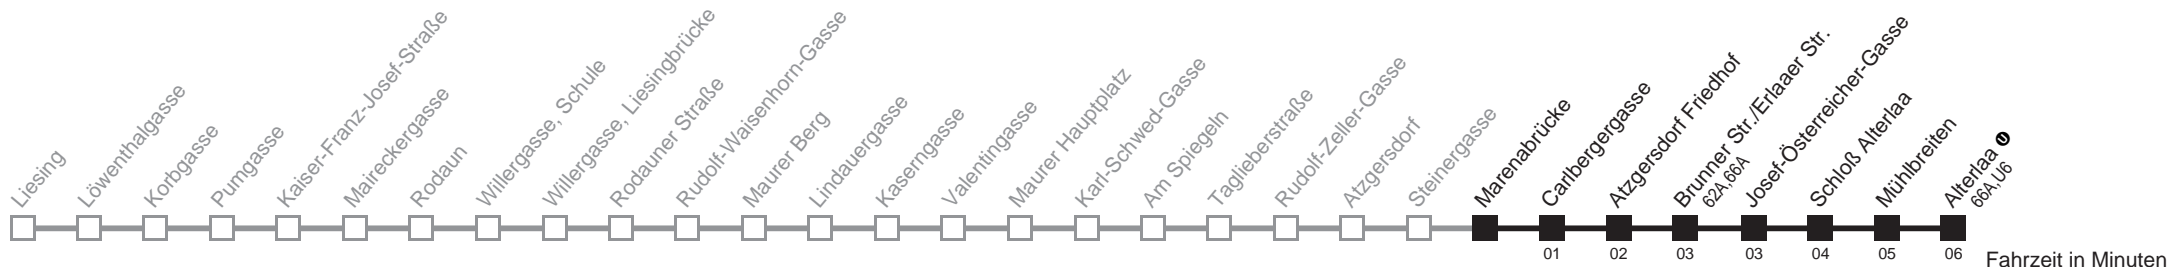 Liesing
Löwenthalgasse
Korbgasse
Purngasse
Kaiser-Franz-Josef-Straße
Maireckergasse
Rodaun
Willergasse, Schule
Willergasse, Liesingbrücke
Rodauner Straße
Rudolf-Waisenhorn-Gasse
Maurer Berg
Lindauergasse
Kaserngasse
Valentingasse
Maurer Hauptplatz
Karl-Schwed-Gasse
Am Spiegeln
Taglieberstraße
Rudolf-Zeller-Gasse
Atzgersdorf
Steinergasse
Marenabrücke
Carlbergergasse
Atzgersdorf Friedhof
Brunner Str./Erlaaer Str.
62A,66A
Josef-Österreicher-Gasse
Schloß Alterlaa
Mühlbreiten
Alterlaa U
66A,U6
01 02 03 03 04 05 06
Fahrzeit in Minuten